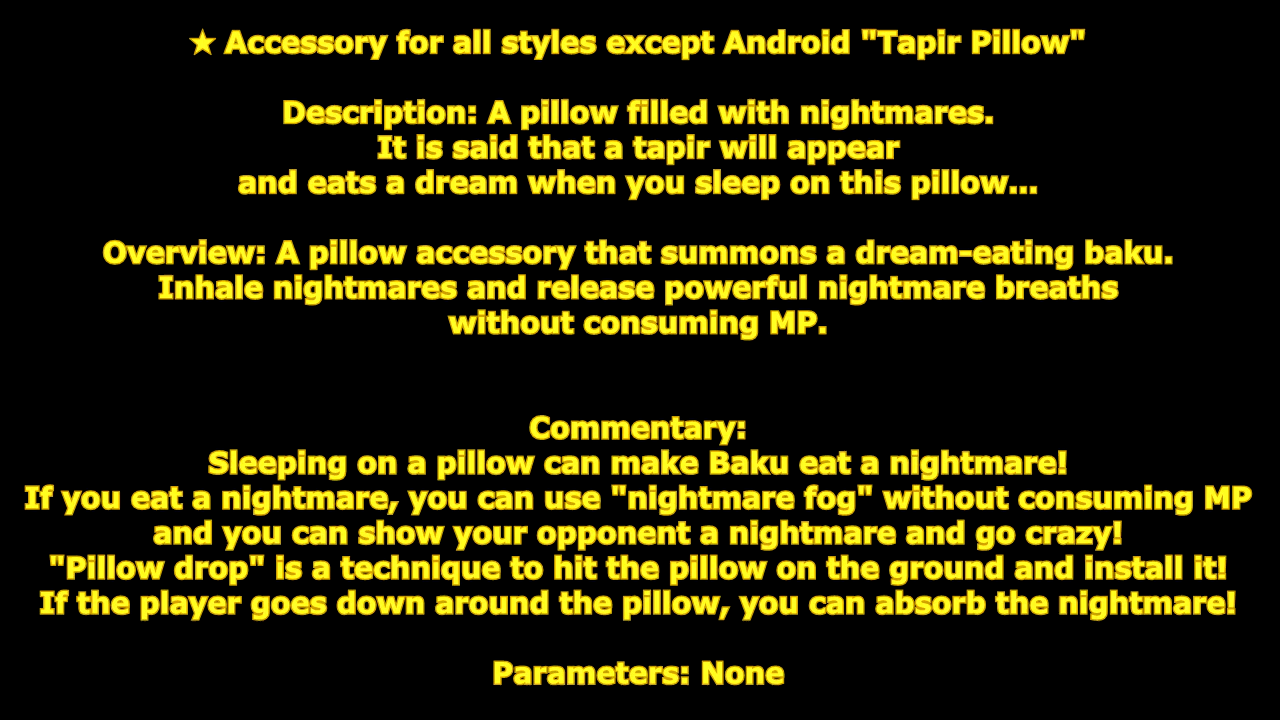 ★ Accessory for all styles except Android "Tapir Pillow"
Description: A pillow filled with nightmares.
It is said that a tapir will appear
and eats a dream when you sleep on this pillow...
Overview: A pillow accessory that summons a dream-eating baku.
Inhale nightmares and release powerful nightmare breaths
without consuming MP.
Commentary:
Sleeping on a pillow can make Baku eat a nightmare!
If you eat a nightmare, you can use "nightmare fog" without consuming MP
and you can show your opponent a nightmare and go crazy!
"Pillow drop" is a technique to hit the pillow on the ground and install it!
If the player goes down around the pillow, you can absorb the nightmare!
Parameters: None